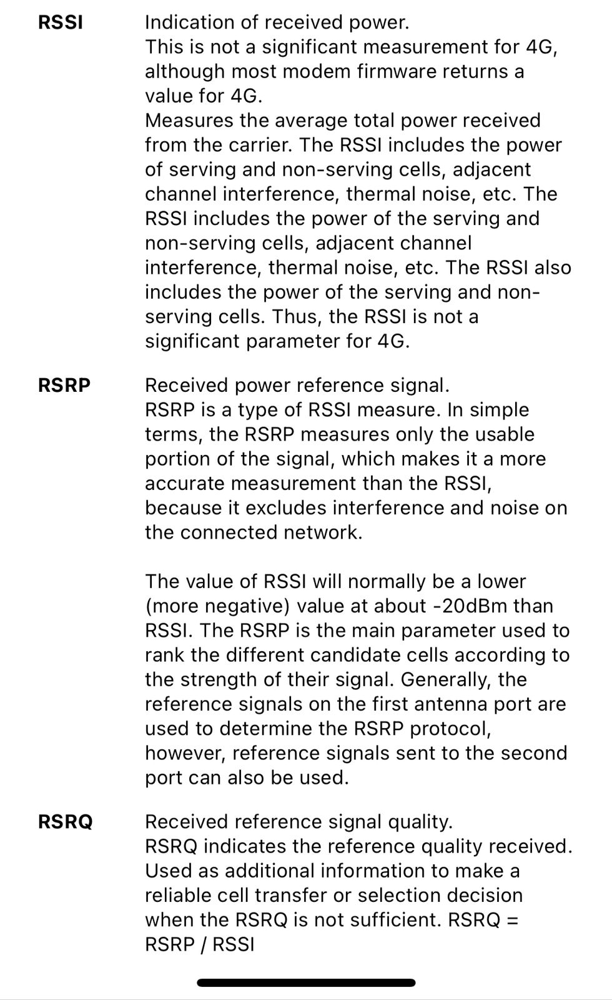 RSSI
Indication of received power.
This is not a significant measurement for 4G,
although most modem firmware returns a
value for 4G.
Measures the average total power received
from the carrier. The RSSI includes the power
of serving and non-serving cells, adjacent
channel interference, thermal noise, etc. The
RSSI includes the power of the serving and
non-serving cells, adjacent channel
interference, thermal noise, etc. The RSSI also
includes the power of the serving and non-
serving cells. Thus, the RSSI is not a
significant parameter for 4G.
RSRP
Received power reference signal.
RSRP is a type of RSSI measure. In simple
terms, the RSRP measures only the usable
portion of the signal, which makes it a more
accurate measurement than the RSSI,
because it excludes interference and noise on
the connected network.
The value of RSSI will normally be a lower
(more negative) value at about -20dBm than
RSSI. The RSRP is the main parameter used to
rank the different candidate cells according to
the strength of their signal. Generally, the
reference signals on the first antenna port are
used to determine the RSRP protocol,
however, reference signals sent to the second
port can also be used.
RSRQ
Received reference signal quality.
RSRQ indicates the reference quality received.
Used as additional information to make a
reliable cell transfer or selection decision
when the RSRQ is not sufficient. RSRQ =
RSRP / RSSI